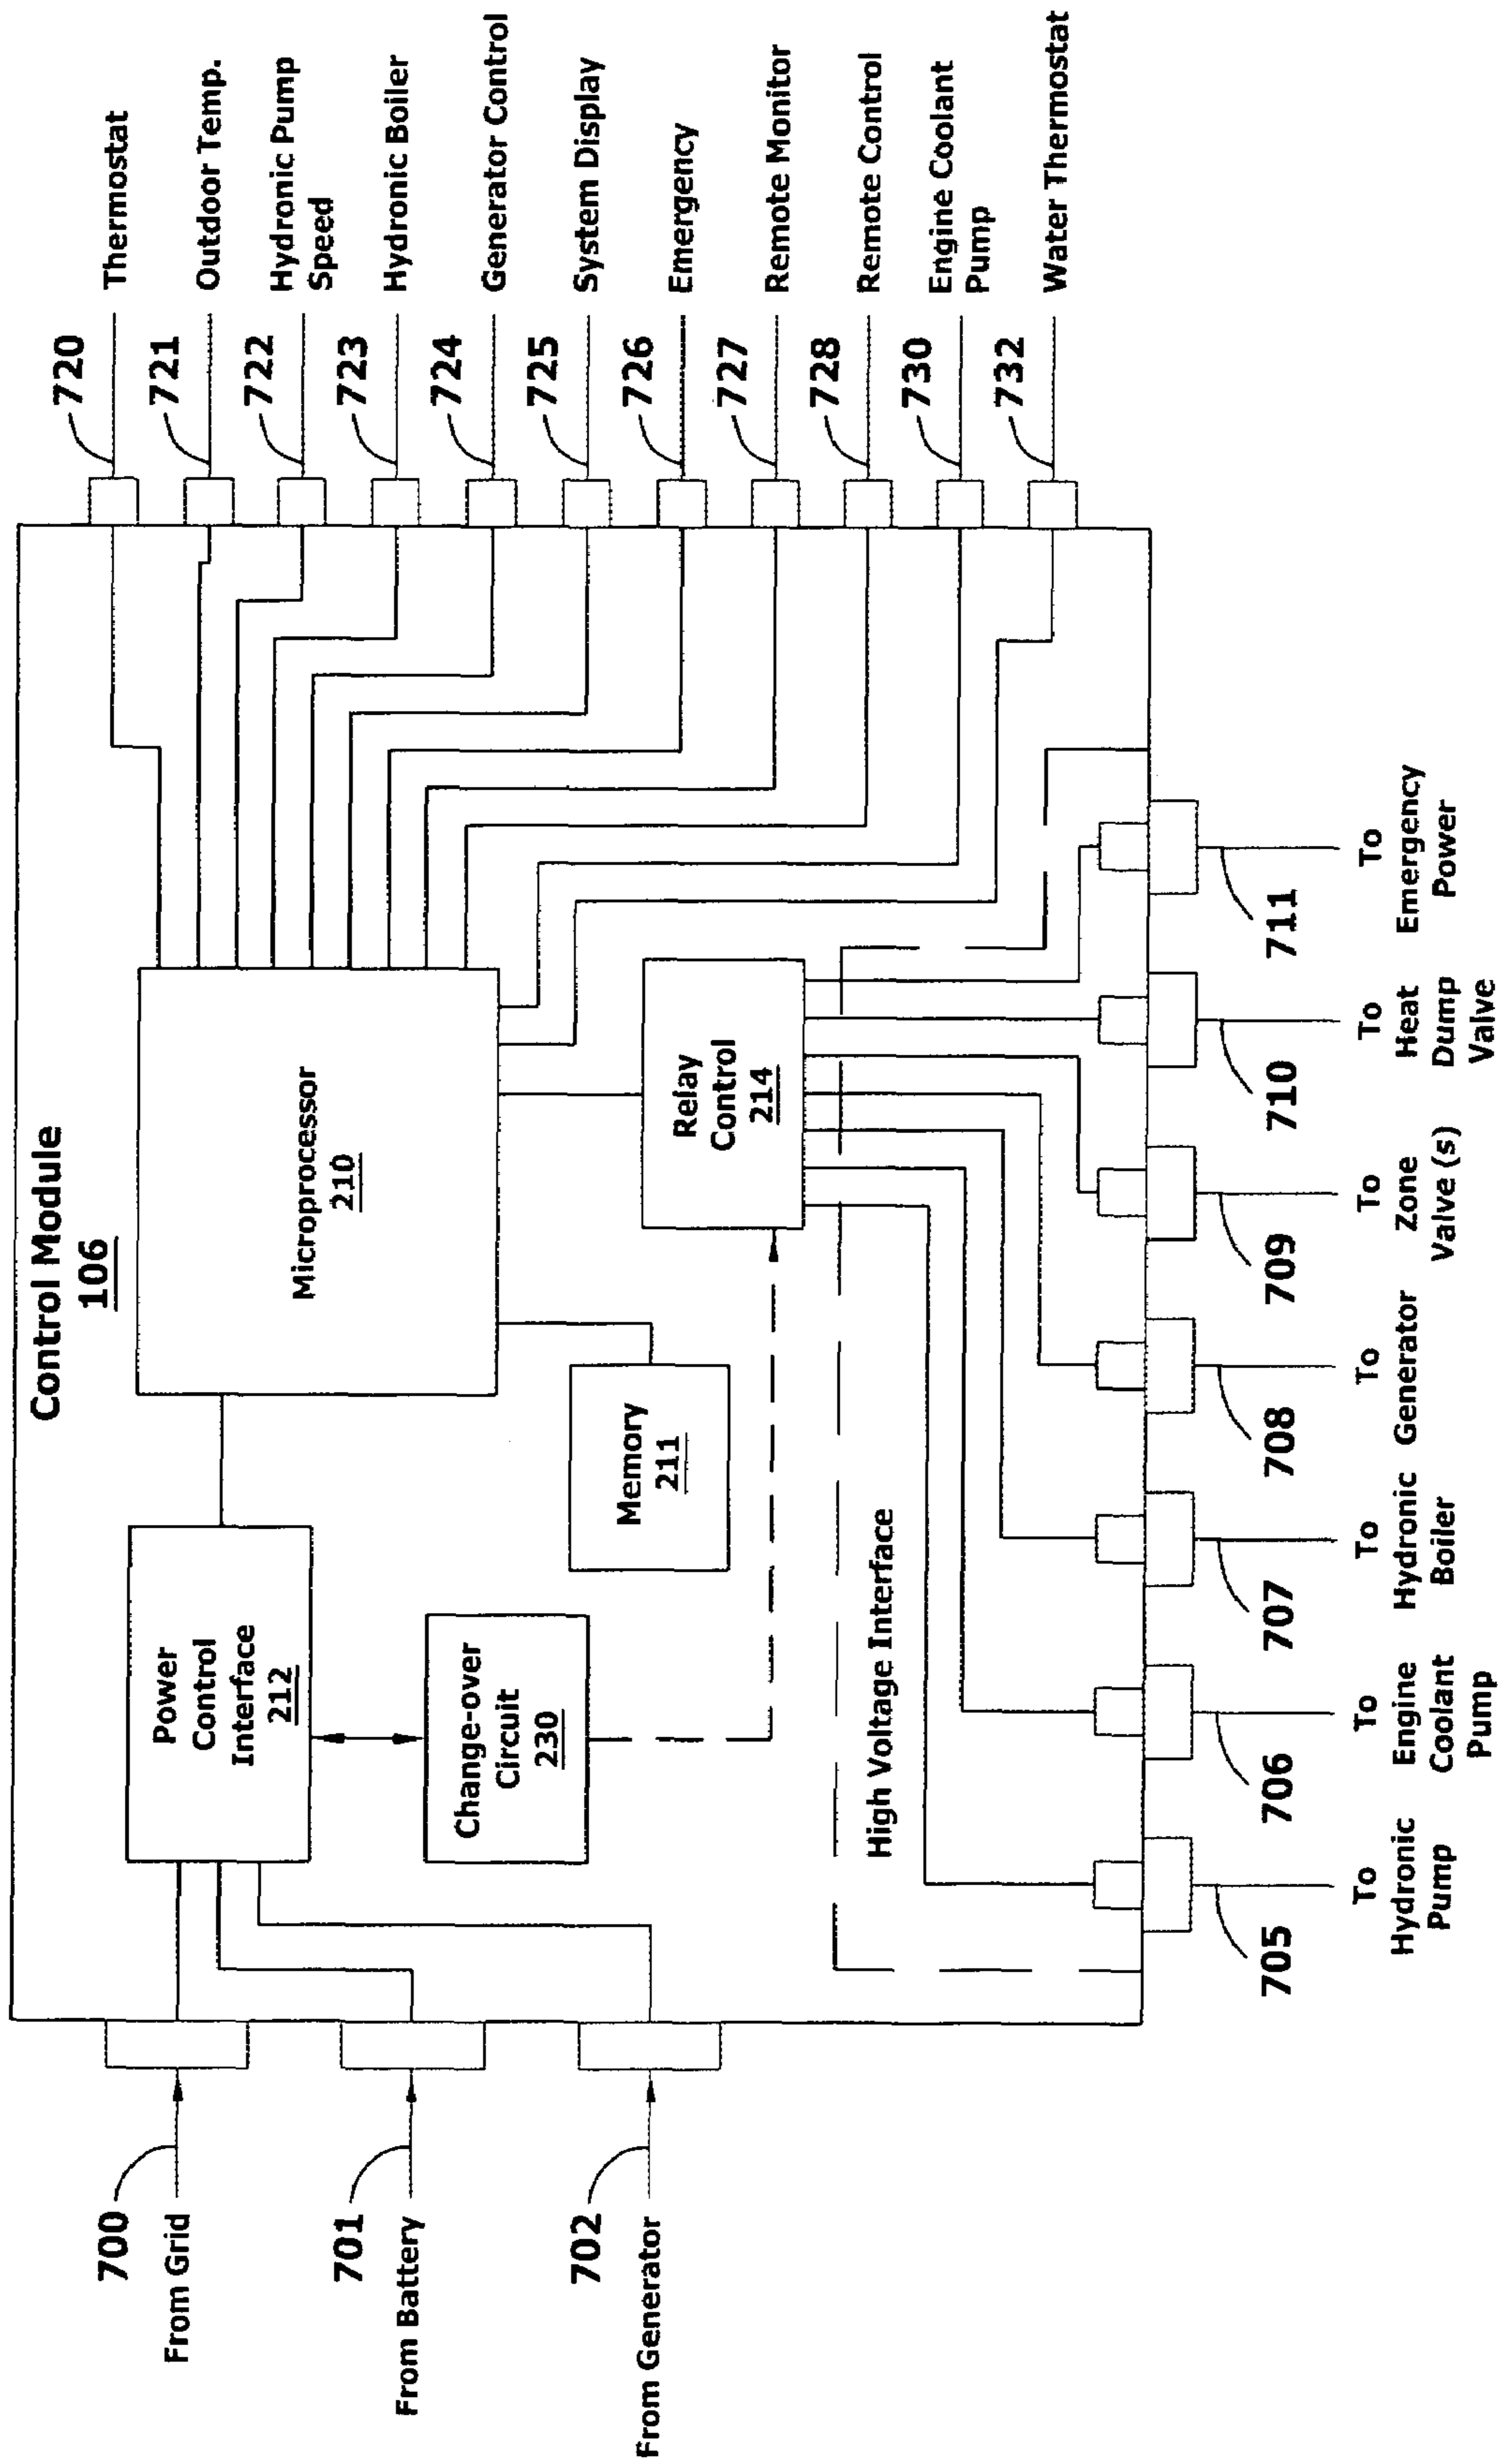 Control Module
106
Microprocessor
210
Power
Control
Interface
212
Change-over
Circuit
230
Memory
211
Relay
Control
214
High Voltage Interface
700
From Grid
701
From Battery
702
From Generator
720
Thermostat
721
Outdoor Temp.
722
Hydronic Pump
Speed
723
Hydronic Boiler
724
Generator Control
725
System Display
726
Emergency
727
Remote Monitor
728
Remote Control
730
Engine Coolant
Pump
732
Water Thermostat
705
To
Hydronic
Pump
706
To
Engine
Coolant
Pump
707
To
Hydronic
Boiler
708
To
Generator
709
To
Zone
Valve (s)
710
To
Heat
Dump
Valve
711
To
Emergency
Power